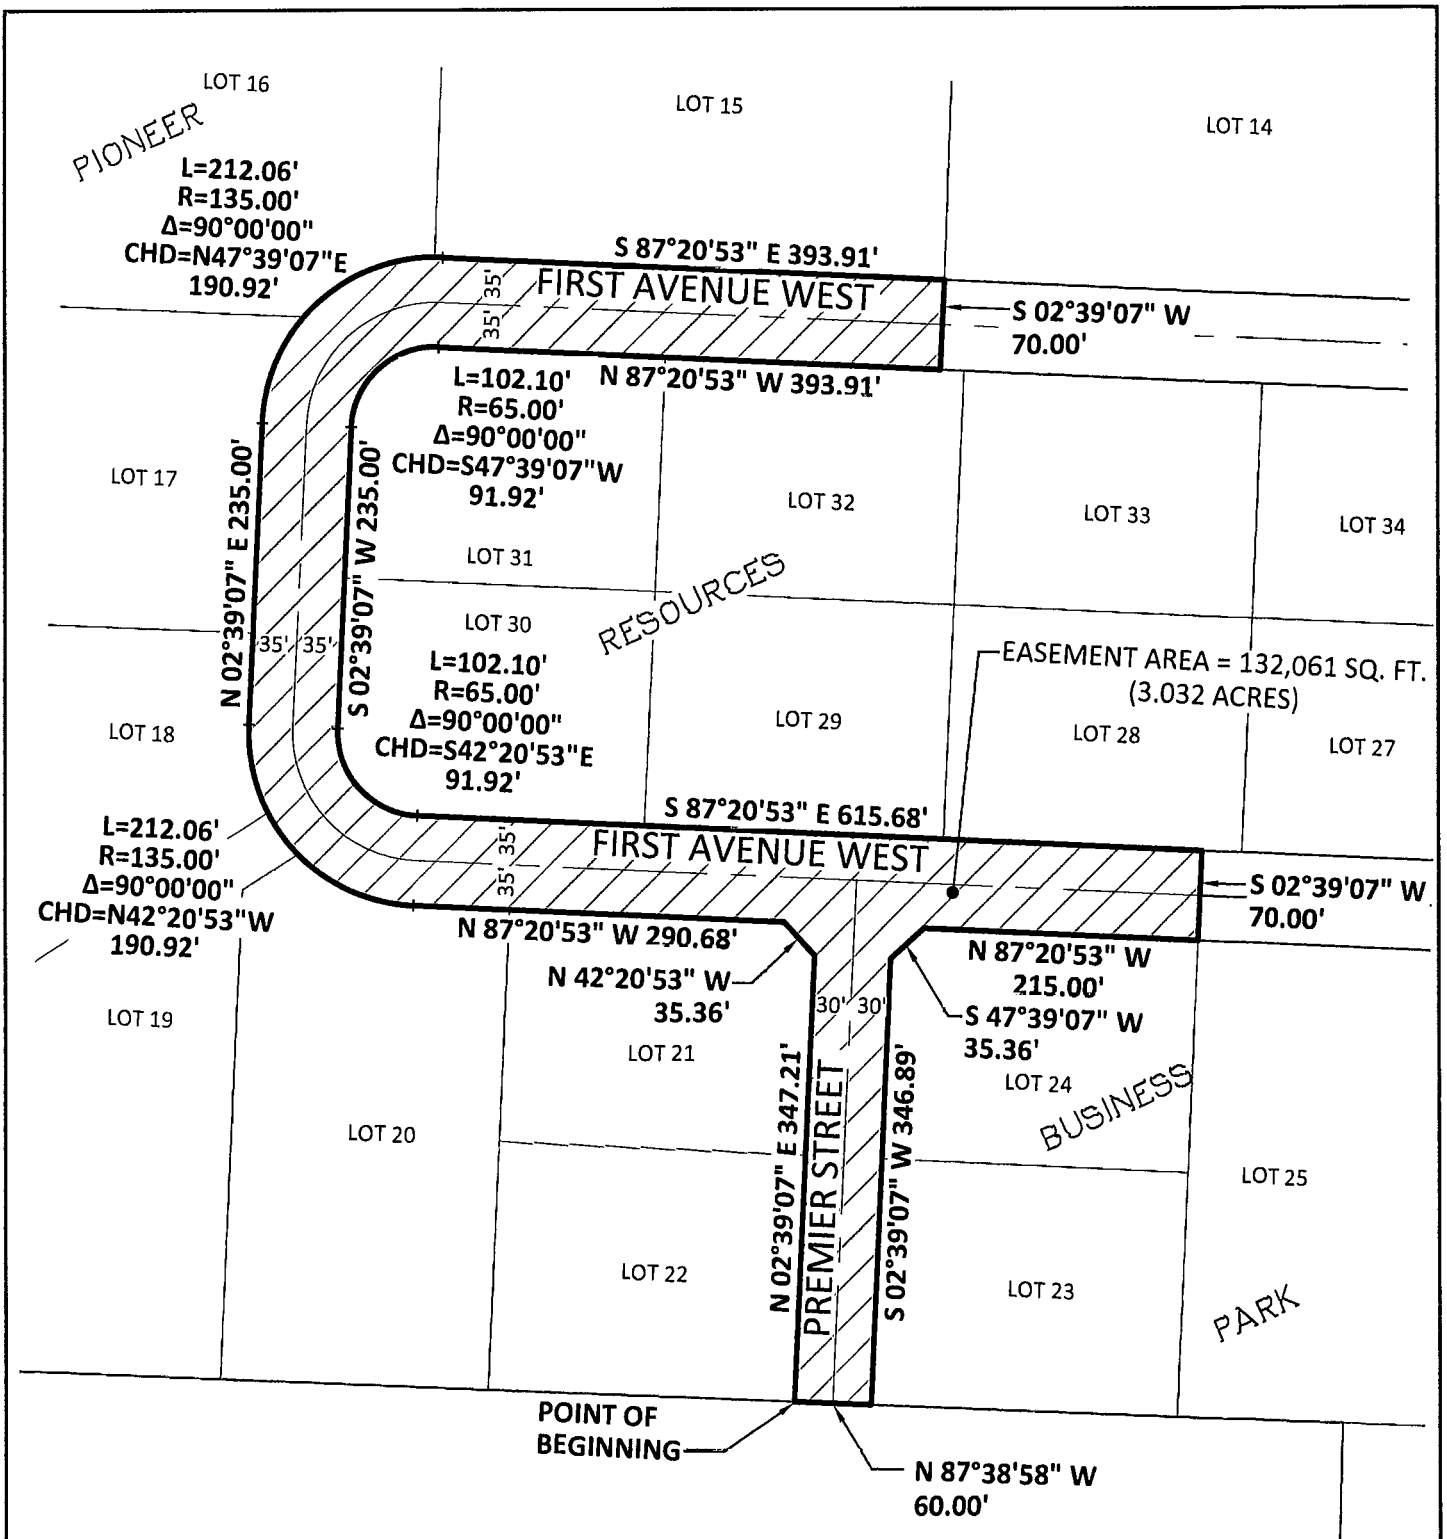 LOT 16
LOT 15
LOT 14
PIONEER
L=212.06'
R=135.00'
Δ=90°00'00"
CHD=N47°39'07"E
190.92'
S 87°20'53" E 393.91'
FIRST AVENUE WEST
35'
35'
S 02°39'07" W
70.00'
N 87°20'53" W 393.91'
L=102.10'
R=65.00'
Δ=90°00'00"
CHD=S47°39'07"W
91.92'
LOT 17
N 02°39'07" E 235.00'
S 02°39'07" W 235.00'
LOT 32
LOT 33
LOT 34
LOT 31
RESOURCES
LOT 30
35'
35'
EASEMENT AREA = 132,061 SQ. FT.
(3.032 ACRES)
L=102.10'
R=65.00'
Δ=90°00'00"
CHD=S42°20'53"E
91.92'
LOT 18
LOT 29
LOT 28
LOT 27
S 87°20'53" E 615.68'
FIRST AVENUE WEST
35'
35'
L=212.06'
R=135.00'
Δ=90°00'00"
CHD=N42°20'53"W
190.92'
S 02°39'07" W
70.00'
N 87°20'53" W 290.68'
N 42°20'53" W
35.36'
N 87°20'53" W
215.00'
S 47°39'07" W
35.36'
30'
30'
LOT 19
LOT 21
LOT 24
BUSINESS
LOT 20
N 02°39'07" E 347.21'
PREMIER STREET
S 02°39'07" W 346.89'
LOT 25
LOT 22
LOT 23
PARK
POINT OF
BEGINNING
N 87°38'58" W
60.00'